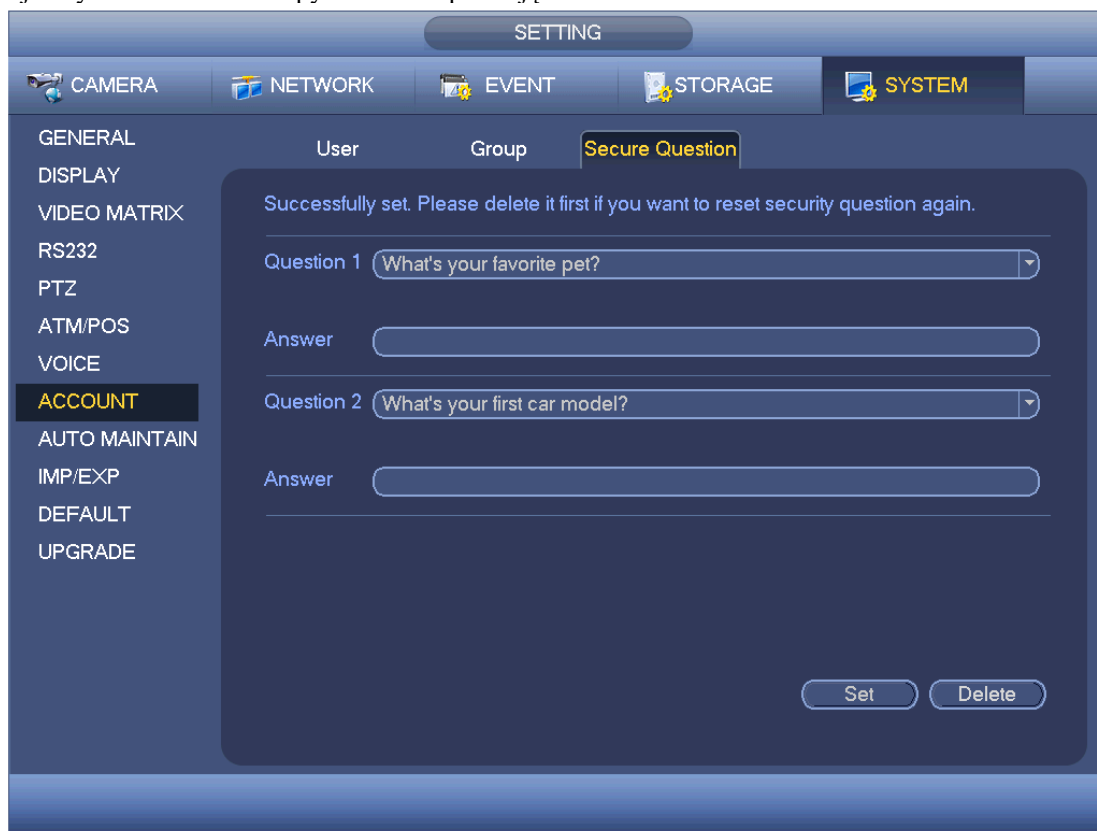 SETTING
CAMERA NETWORK EVENT STORAGE SYSTEM
GENERAL
DISPLAY
VIDEO MATRIX
RS232
PTZ
ATM/POS
VOICE
ACCOUNT
AUTO MAINTAIN
IMP/EXP
DEFAULT
UPGRADE
User Group Secure Question
Successfully set. Please delete it first if you want to reset security question again.
Question 1 What's your favorite pet?
Answer
Question 2 What's your first car model?
Answer
Set Delete